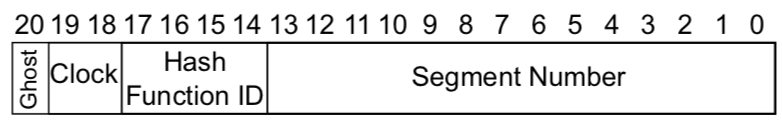 20 19 18 17 16 15 14 13 12 11 10 9 8 7 6 5 4 3 2 1 0
Ghost
Clock
Hash
Function ID
Segment Number